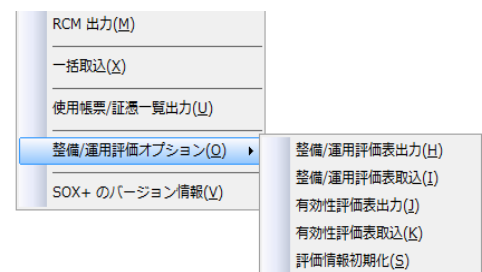 RCM 出力(M)
一括取込(X)
使用帳票/証憑一覧出力(U)
整備/運用評価オプション(O)
SOX+ のバージョン情報(V)
整備/運用評価表出力(H)
整備/運用評価表取込(I)
有効性評価表出力(J)
有効性評価表取込(K)
評価情報初期化(S)